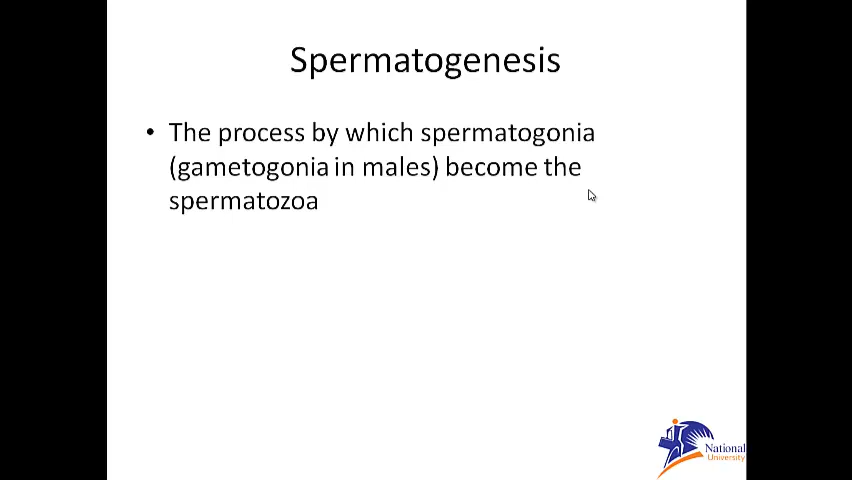 Spermatogenesis
• The process by which spermatogonia
(gametogonia in males) become the
spermatozoa
National
University